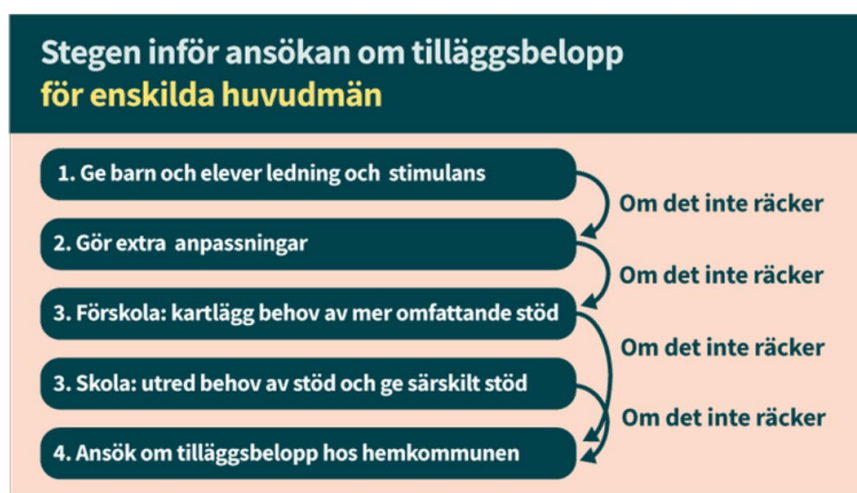 Stegen inför ansökan om tilläggsbelopp
för enskilda huvudmän
1. Ge barn och elever ledning och stimulans
Om det inte räcker
2. Gör extra anpassningar
Om det inte räcker
3. Förskola: kartlägg behov av mer omfattande stöd
Om det inte räcker
3. Skola: utred behov av stöd och ge särskilt stöd
Om det inte räcker
4. Ansök om tilläggsbelopp hos hemkommunen